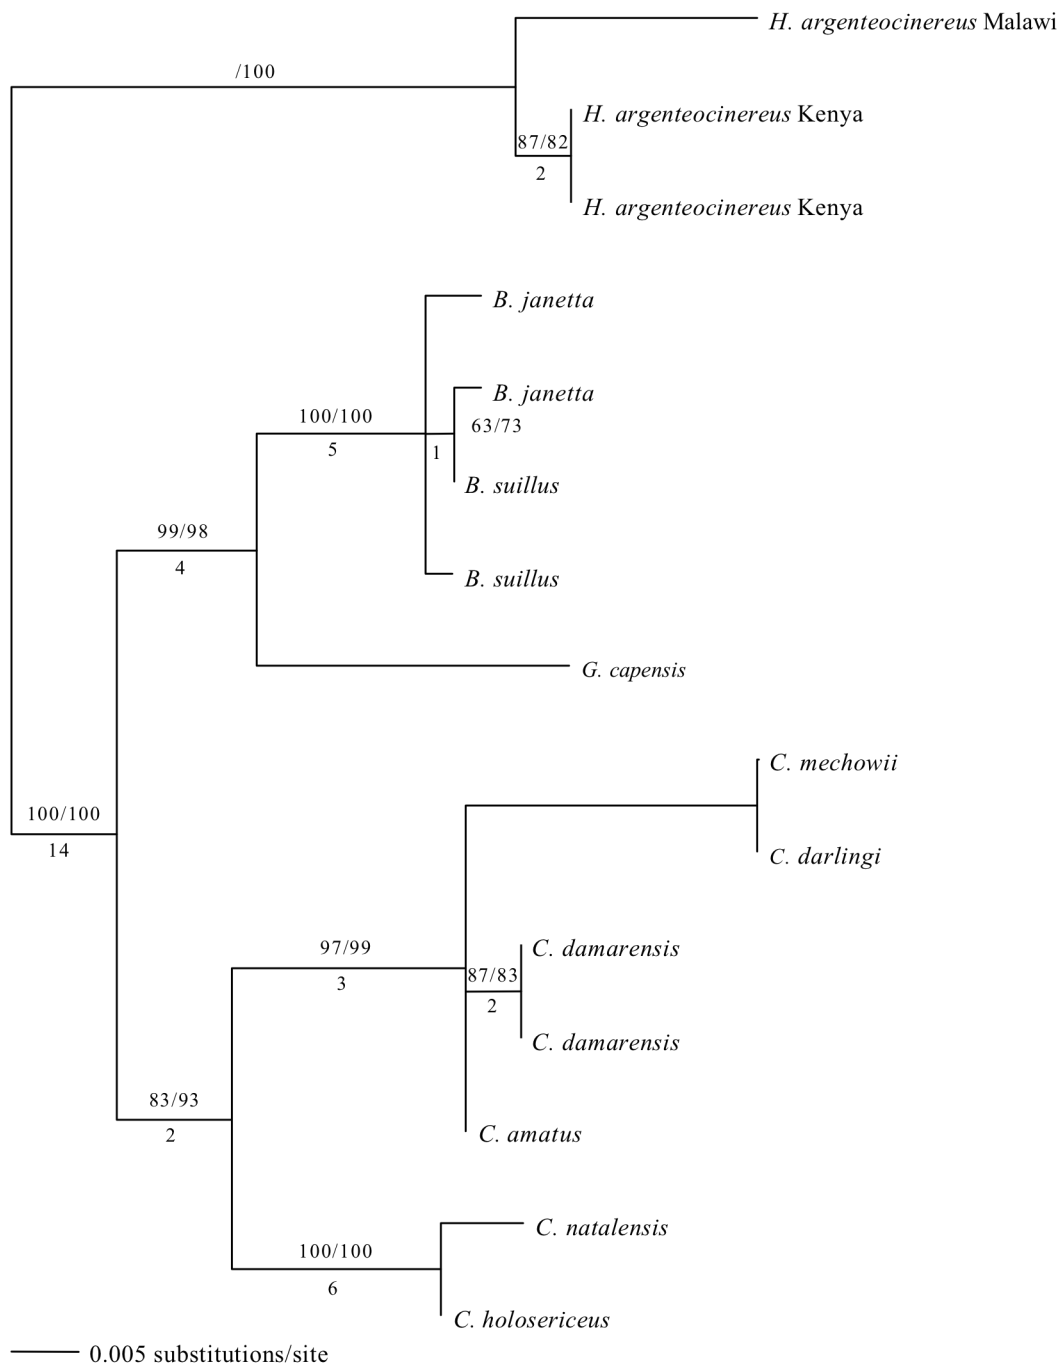 H. argenteocinereus Malawi
/100
H. argenteocinereus Kenya
87/82
2
H. argenteocinereus Kenya
B. janetta
B. janetta
100/100
63/73
5
1
B. suillus
99/98
4
B. suillus
G. capensis
C. mechowii
100/100
14
C. darlingi
97/99
C. damarensis
87/83
3
2
C. damarensis
83/93
2
C. amatus
C. natalensis
100/100
6
C. holosericeus
0.005 substitutions/site